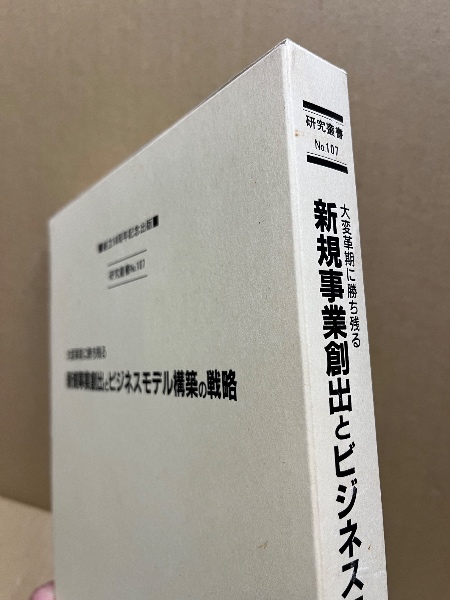 研究叢書
No.107
大変革期に勝ち残る
新規事業創出とビジネス
研究叢書No.107
大変革期に勝ち残る
新規事業創出とビジネスモデル構築の戦略